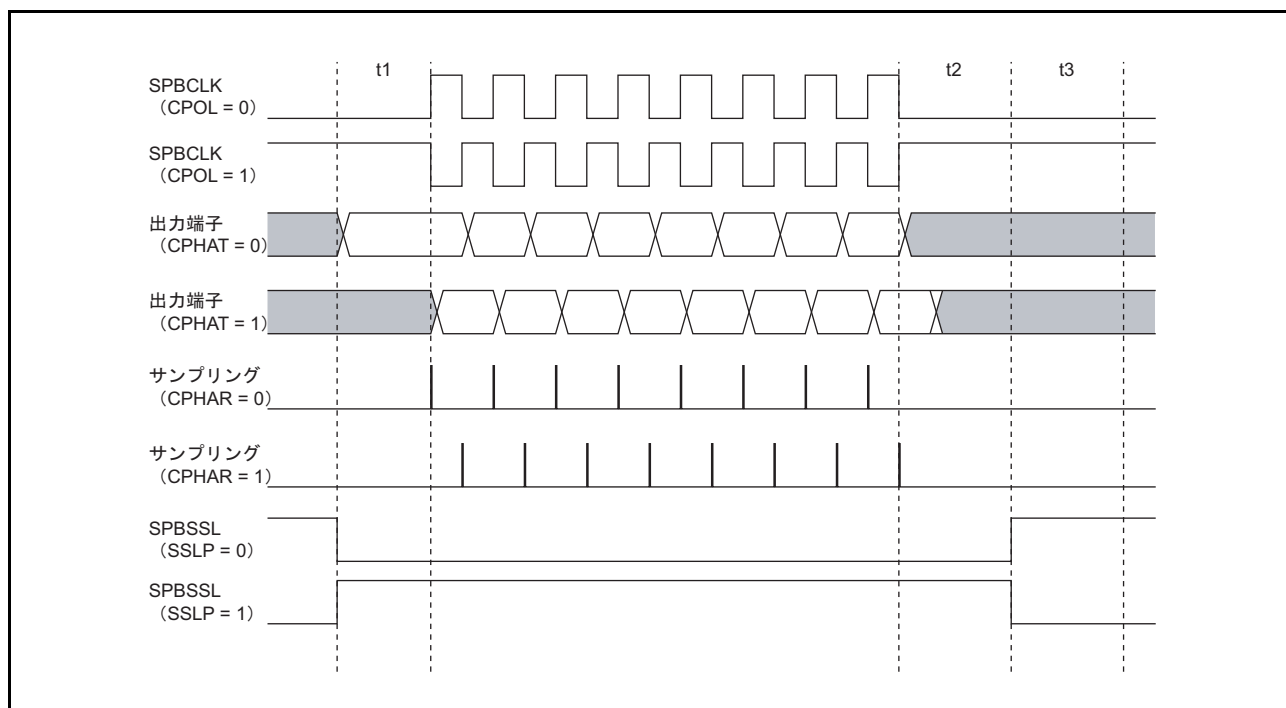 t1
t2
t3
SPBCLK
（CPOL = 0）
SPBCLK
（CPOL = 1）
出力端子
（CPHAT = 0）
出力端子
（CPHAT = 1）
サンプリング
（CPHAR = 0）
サンプリング
（CPHAR = 1）
SPBSSL
（SSLP = 0）
SPBSSL
（SSLP = 1）